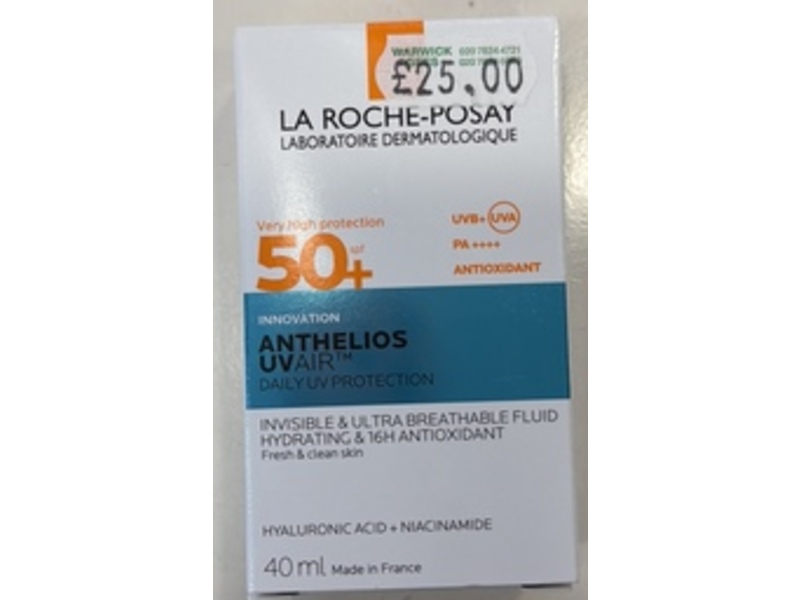 WARWICK
£25.00
LA ROCHE-POSAY
LABORATOIRE DERMATOLOGIQUE
Very high protection
50+ spf
UVB+ UVA
PA ++++
ANTIOXIDANT
INNOVATION
ANTHELIOS
UVAIR™
DAILY UV PROTECTION
INVISIBLE & ULTRA BREATHABLE FLUID
HYDRATING & 16H ANTIOXIDANT
Fresh & clean skin
HYALURONIC ACID + NIACINAMIDE
40 ml Made in France